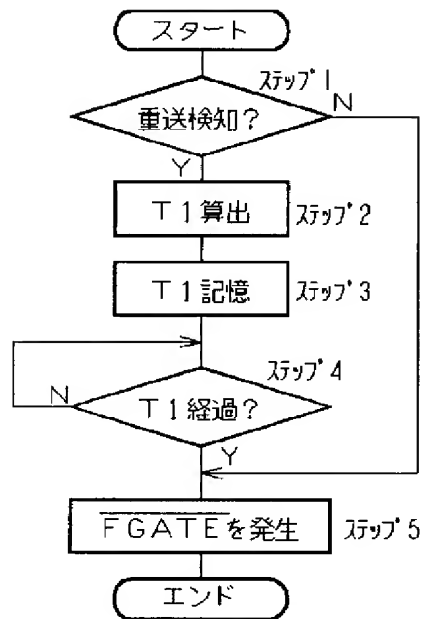 スタート
ステップ1
重送検知?
N
Y
T1算出
ステップ2
T1記憶
ステップ3
ステップ4
T1経過?
N
Y
FGATEを発生
ステップ5
エンド